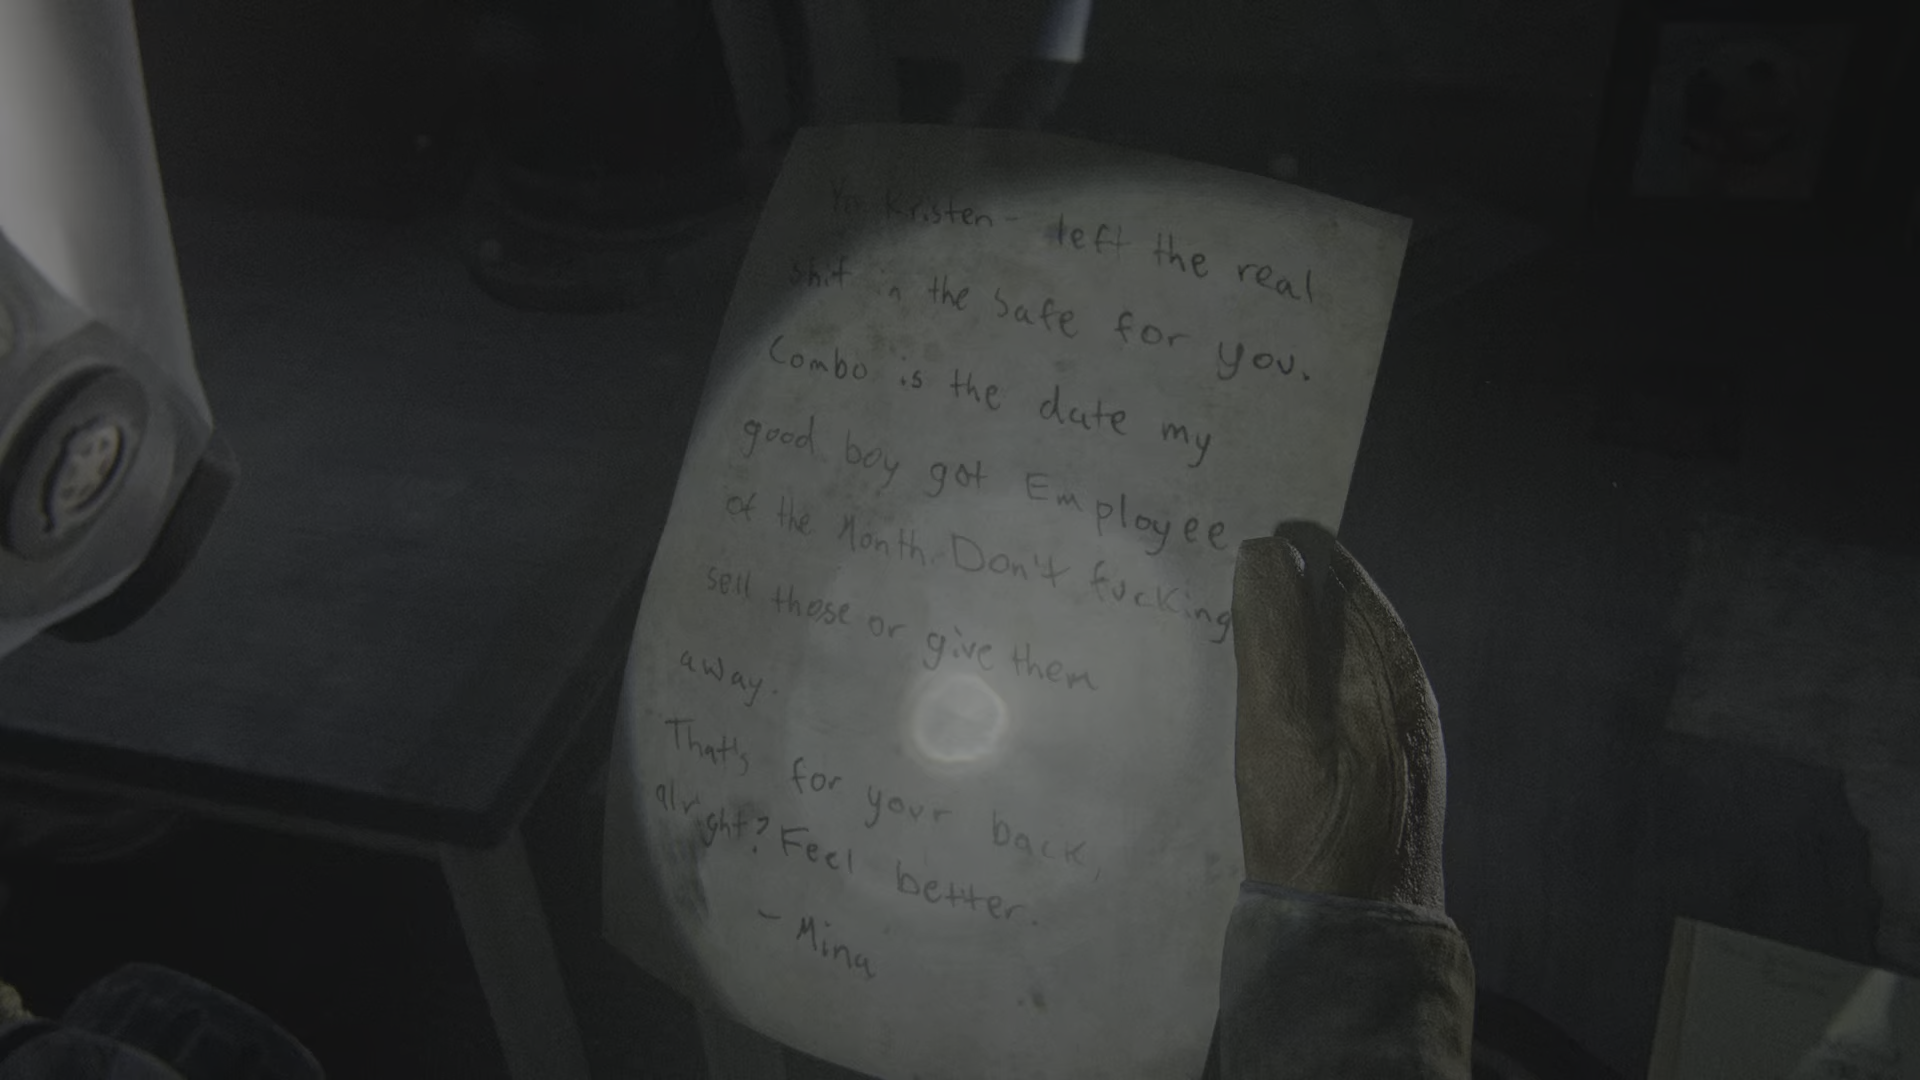 Yo Kristen - left the real
shit in the safe for you.
Combo is the date my
good boy got Employee
of the Month. Don't fucking
sell those or give them
away.
That's for your back,
alright? Feel better.
- Mina